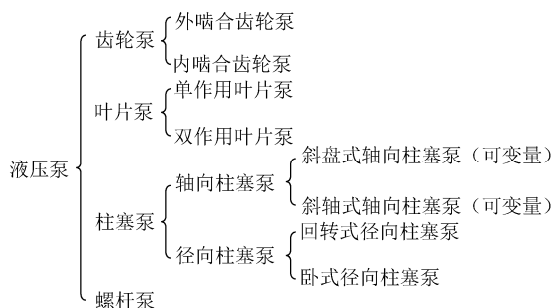 外啮合齿轮泵
齿轮泵
内啮合齿轮泵
单作用叶片泵
叶片泵
双作用叶片泵
斜盘式轴向柱塞泵（可变量）
液压泵
轴向柱塞泵
斜轴式轴向柱塞泵（可变量）
柱塞泵
回转式径向柱塞泵
径向柱塞泵
卧式径向柱塞泵
螺杆泵